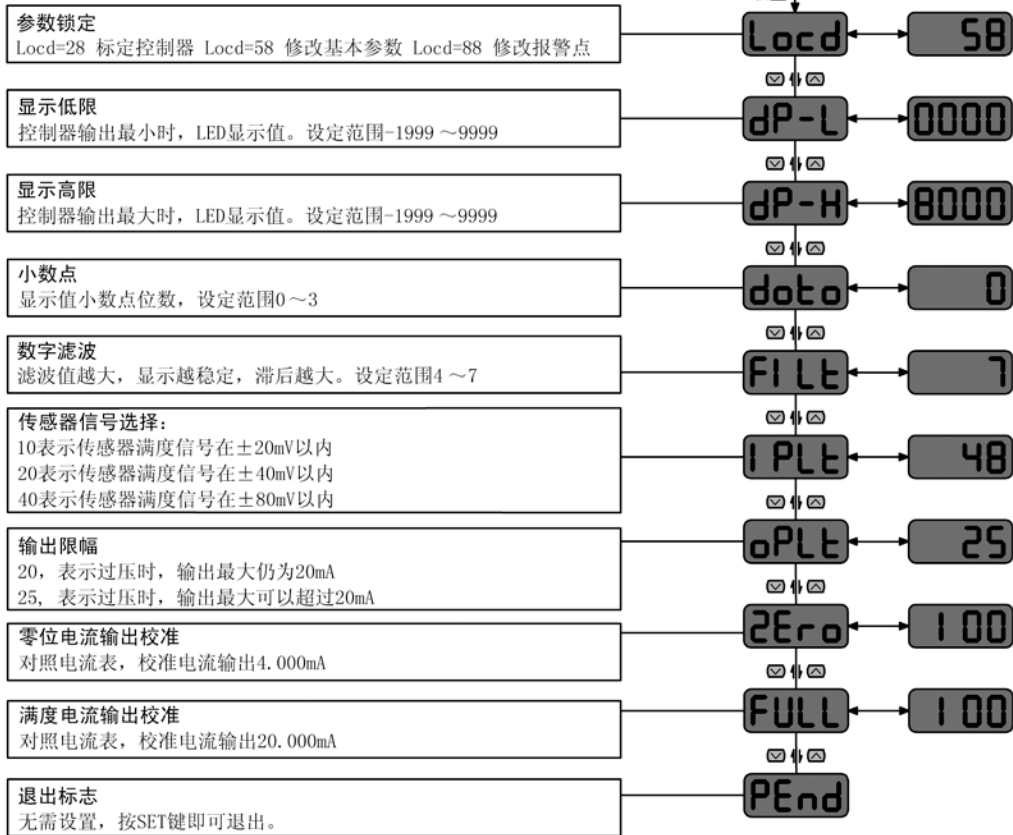 参数锁定
Locd=28 标定控制器 Locd=58 修改基本参数 Locd=88 修改报警点
Locd
58
显示低限
控制器输出最小时，LED显示值。设定范围-1999～9999
dP-L
0000
显示高限
控制器输出最大时，LED显示值。设定范围-1999～9999
dP-H
8000
小数点
显示值小数点位数，设定范围0～3
doto
0
数字滤波
滤波值越大，显示越稳定，滞后越大。设定范围4～7
FILt
7
传感器信号选择：
10表示传感器满度信号在±20mV以内
20表示传感器满度信号在±40mV以内
40表示传感器满度信号在±80mV以内
IPLt
48
输出限幅
20，表示过压时，输出最大仍为20mA
25, 表示过压时，输出最大可以超过20mA
oPLt
25
零位电流输出校准
对照电流表，校准电流输出4.000mA
2Ero
100
满度电流输出校准
对照电流表，校准电流输出20.000mA
FULL
100
退出标志
无需设置，按SET键即可退出。
PEnd